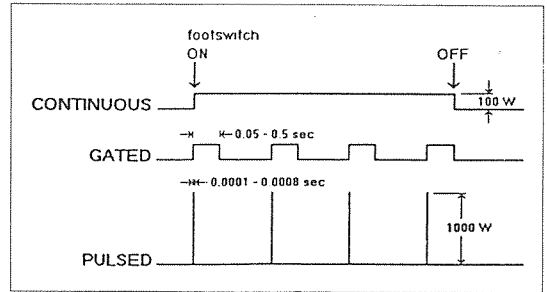 footswitch
ON
OFF
CONTINUOUS
100 W
GATED
0.05 - 0.5 sec
0.0001 - 0.0008 sec
1000 W
PULSED